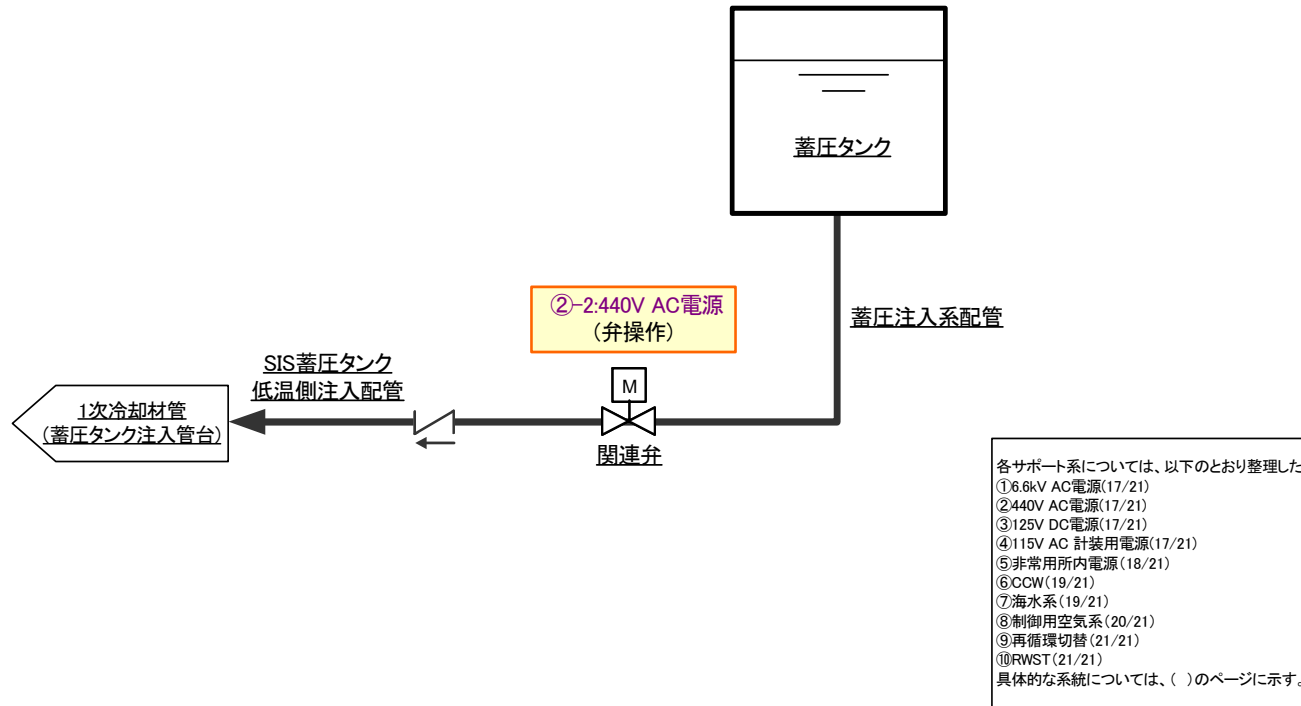 蓄圧タンク
②-2:440V AC電源
(弁操作)
蓄圧注入系配管
SIS蓄圧タンク
低温側注入配管
M
1次冷却材管
(蓄圧タンク注入管台)
関連弁
各サポート系については、以下のとおり整理した
①6.6kV AC電源(17/21)
②440V AC電源(17/21)
③125V DC電源(17/21)
④115V AC 計装用電源(17/21)
⑤非常用所内電源(18/21)
⑥CCW(19/21)
⑦海水系(19/21)
⑧制御用空気系(20/21)
⑨再循環切替(21/21)
⑩RWST(21/21)
具体的な系統については、( )のページに示す。